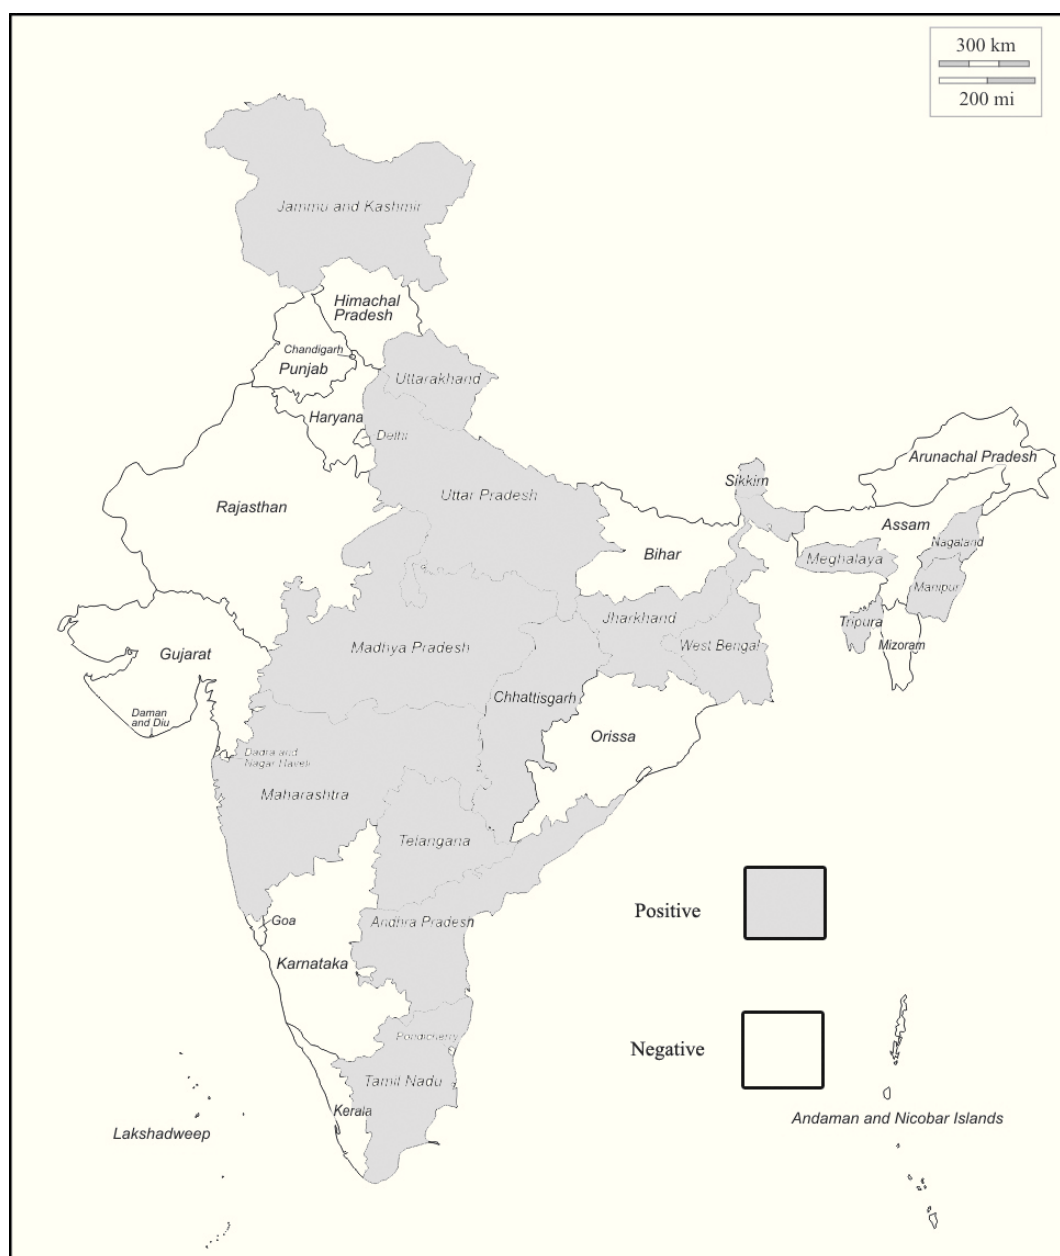 300 km
200 mi
Jammu and Kashmir
Himachal
Pradesh
Chandigarh
Punjab
Uttarakhand
Haryana
Delhi
Arunachal Pradesh
Sikkim
Uttar Pradesh
Rajasthan
Assam
Nagaland
Bihar
Meghalaya
Manipur
Jharkhand
Tripura
West Bengal
Mizoram
Madhya Pradesh
Gujarat
Chhattisgarh
Daman
and Diu
Orissa
Dadra and
Nagar Haveli
Maharashtra
Telangana
Positive
Goa
Andhra Pradesh
Karnataka
Pondicherry
Negative
Tamil Nadu
Kerala
Andaman and Nicobar Islands
Lakshadweep